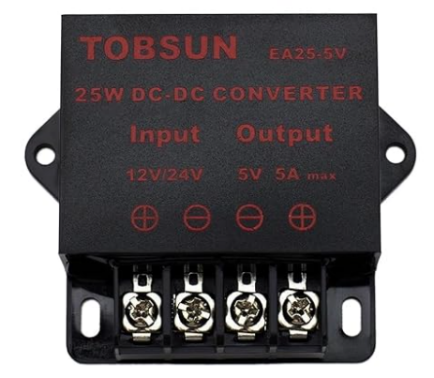 TOBSUN EA25-5V
25W DC-DC CONVERTER
Input Output
12V/24V 5V 5A max
⊕ ⊖ ⊖ ⊕